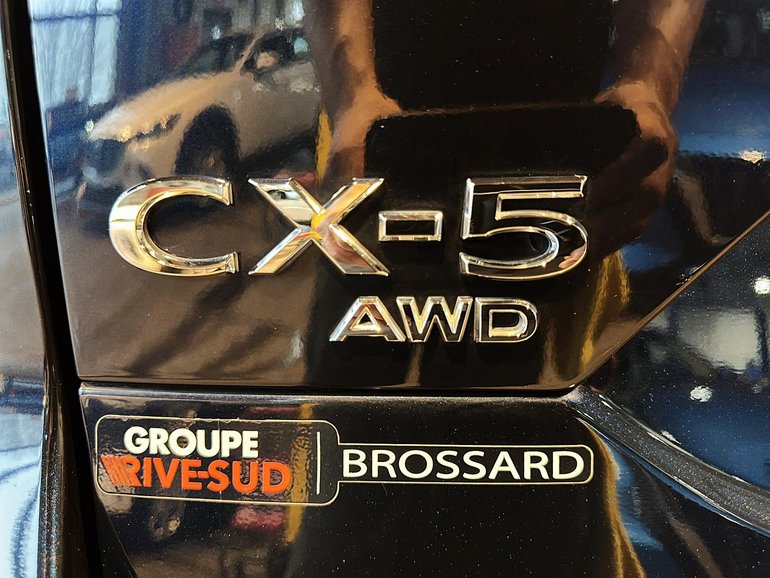 CX-5
AWD
GROUPE
RIVE-SUD
BROSSARD